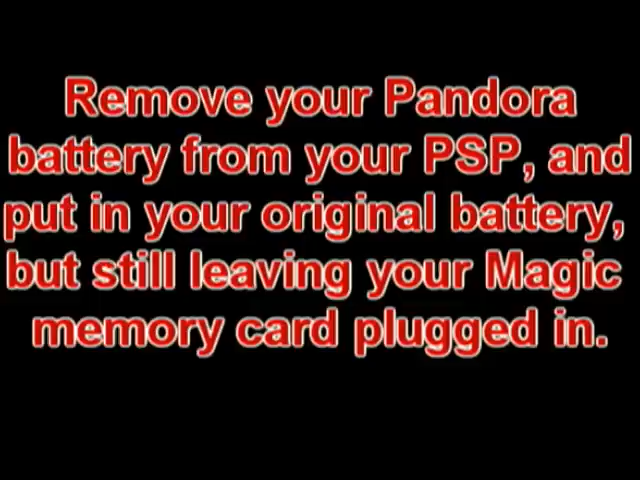 Remove your Pandora
battery from your PSP, and
put in your original battery,
but still leaving your Magic
memory card plugged in.